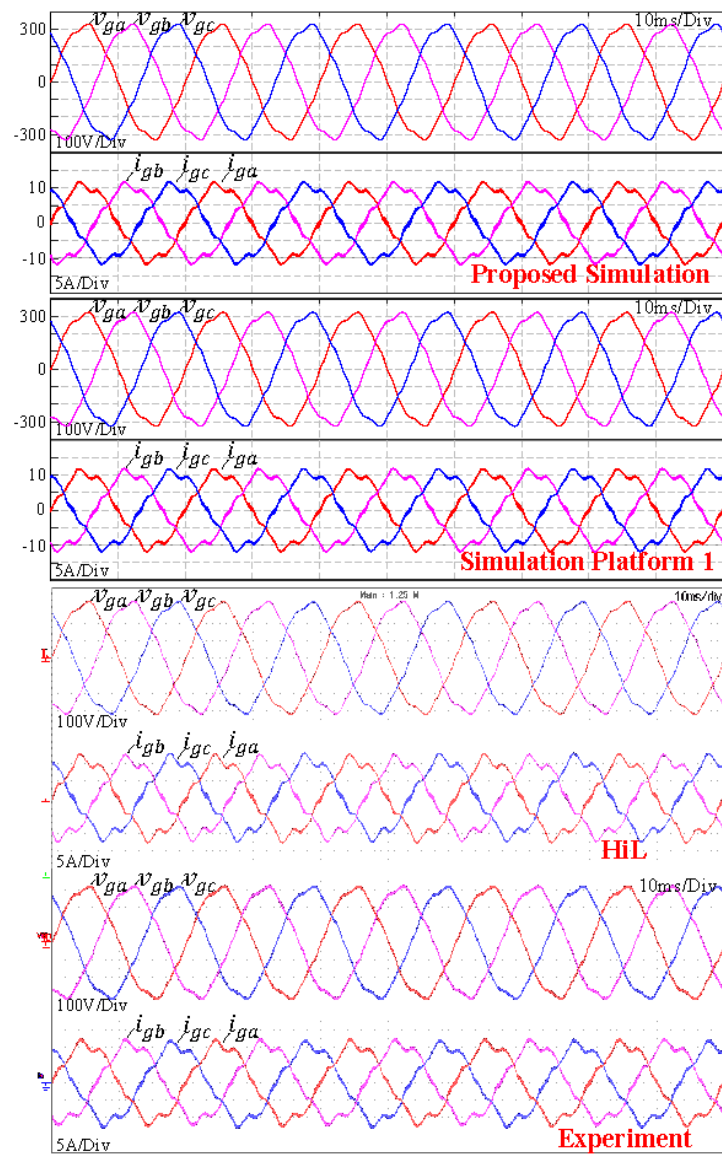 v_ga v_gb v_gc 10ms/Div
300
0
-300
100V/Div
i_gb i_gc i_ga
10
0
-10
5A/Div
Proposed Simulation
v_ga v_gb v_gc 10ms/Div
300
0
-300
100V/Div
i_gb i_gc i_ga
10
0
-10
5A/Div
Simulation Platform 1
Main : 1.25 M
v_ga v_gb v_gc 10ms/div
100V/Div
i_gb i_gc i_ga
5A/Div
HiL
v_ga v_gb v_gc 10ms/Div
100V/Div
i_gb i_gc i_ga
5A/Div
Experiment